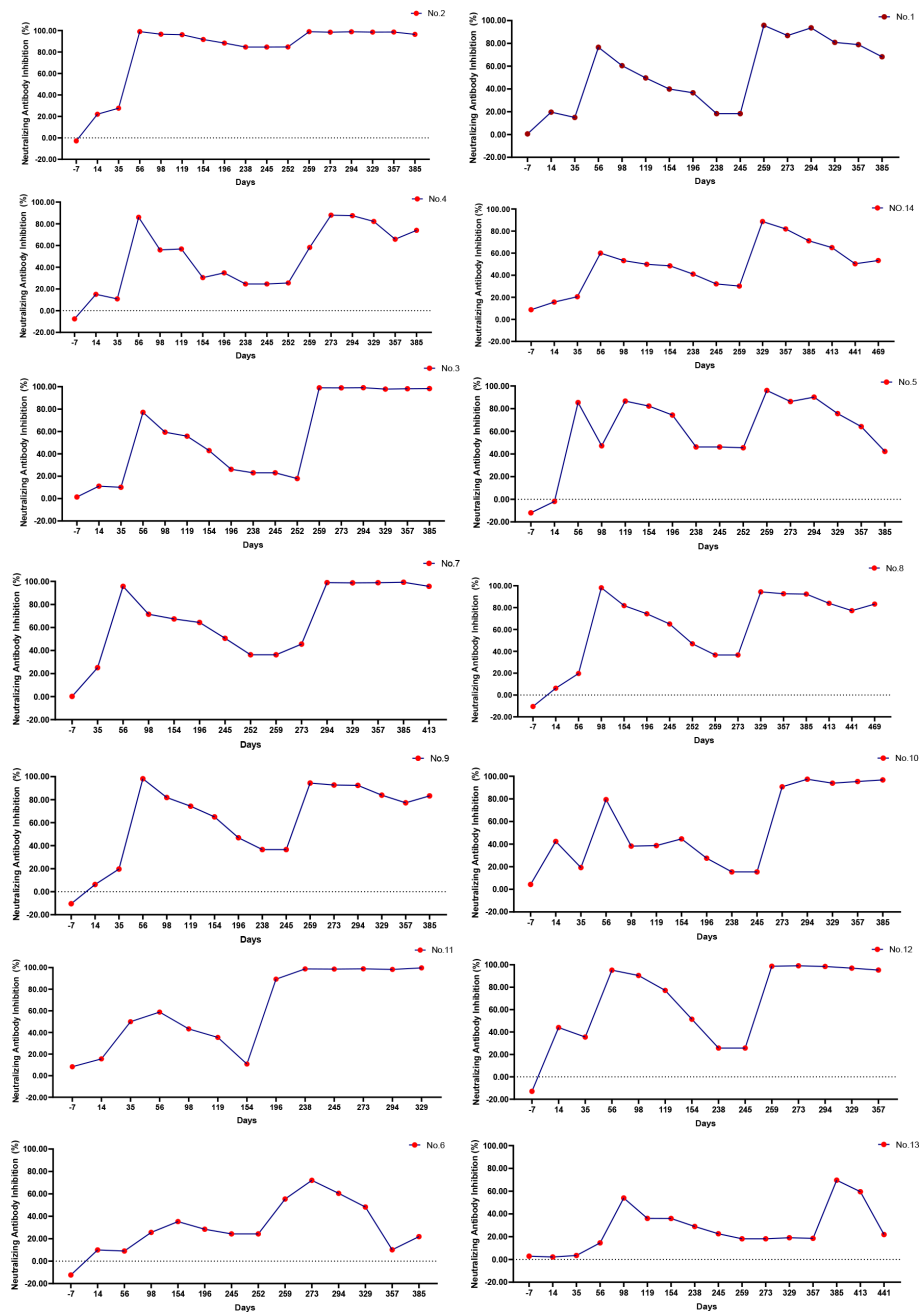 No.2
Neutralizing Antibody Inhibition (%)
100.00
80.00
60.00
40.00
20.00
0.00
-20.00
-7 14 35 56 98 119 154 196 238 245 252 259 273 294 329 357 385
Days
No.1
Neutralizing Antibody Inhibition (%)
100.00
80.00
60.00
40.00
20.00
0.00
-20.00
-7 14 35 56 98 119 154 196 238 245 259 273 294 329 357 385
Days
No.4
Neutralizing Antibody Inhibition (%)
100.00
80.00
60.00
40.00
20.00
0.00
-20.00
-7 14 35 56 98 119 154 196 238 245 252 259 273 294 329 357 385
Days
NO.14
Neutralizing Antibody Inhibition (%)
100.00
80.00
60.00
40.00
20.00
0.00
-20.00
-7 14 35 56 98 119 154 196 238 259 329 357 385 413 441 469
Days
No.3
Neutralizing Antibody Inhibition (%)
100.00
80.00
60.00
40.00
20.00
0.00
-20.00
-7 14 35 56 98 119 154 196 238 245 252 259 273 294 329 357 385
Days
No.5
Neutralizing Antibody Inhibition (%)
100.00
80.00
60.00
40.00
20.00
0.00
-20.00
-7 14 56 98 119 154 196 238 245 252 259 273 294 329 357 385
Days
No.7
Neutralizing Antibody Inhibition (%)
100.00
80.00
60.00
40.00
20.00
0.00
-20.00
-7 35 56 98 154 196 245 252 259 273 294 329 357 385 413
Days
No.8
Neutralizing Antibody Inhibition (%)
100.00
80.00
60.00
40.00
20.00
0.00
-20.00
-7 14 56 98 154 196 245 252 259 273 329 357 385 413 441 469
Days
No.9
Neutralizing Antibody Inhibition (%)
100.00
80.00
60.00
40.00
20.00
0.00
-20.00
-7 14 35 56 98 119 154 196 238 245 259 273 294 329 357 385
Days
No.10
Neutralizing Antibody Inhibition (%)
100.00
80.00
60.00
40.00
20.00
0.00
-20.00
-7 14 35 56 98 119 154 196 238 245 273 294 329 357 385
Days
No.11
Neutralizing Antibody Inhibition (%)
100.00
80.00
60.00
40.00
20.00
0.00
-20.00
-7 14 35 56 98 119 154 196 238 245 273 294 329
Days
No.12
Neutralizing Antibody Inhibition (%)
100.00
80.00
60.00
40.00
20.00
0.00
-20.00
-7 14 35 56 98 119 154 238 245 259 273 294 329 357
Days
No.6
Neutralizing Antibody Inhibition (%)
100.00
80.00
60.00
40.00
20.00
0.00
-20.00
-7 14 56 98 154 196 245 252 259 273 294 329 357 385
Days
No.13
Neutralizing Antibody Inhibition (%)
100.00
80.00
60.00
40.00
20.00
0.00
-20.00
-7 14 35 56 98 119 154 238 245 259 273 329 357 385 413 441
Days